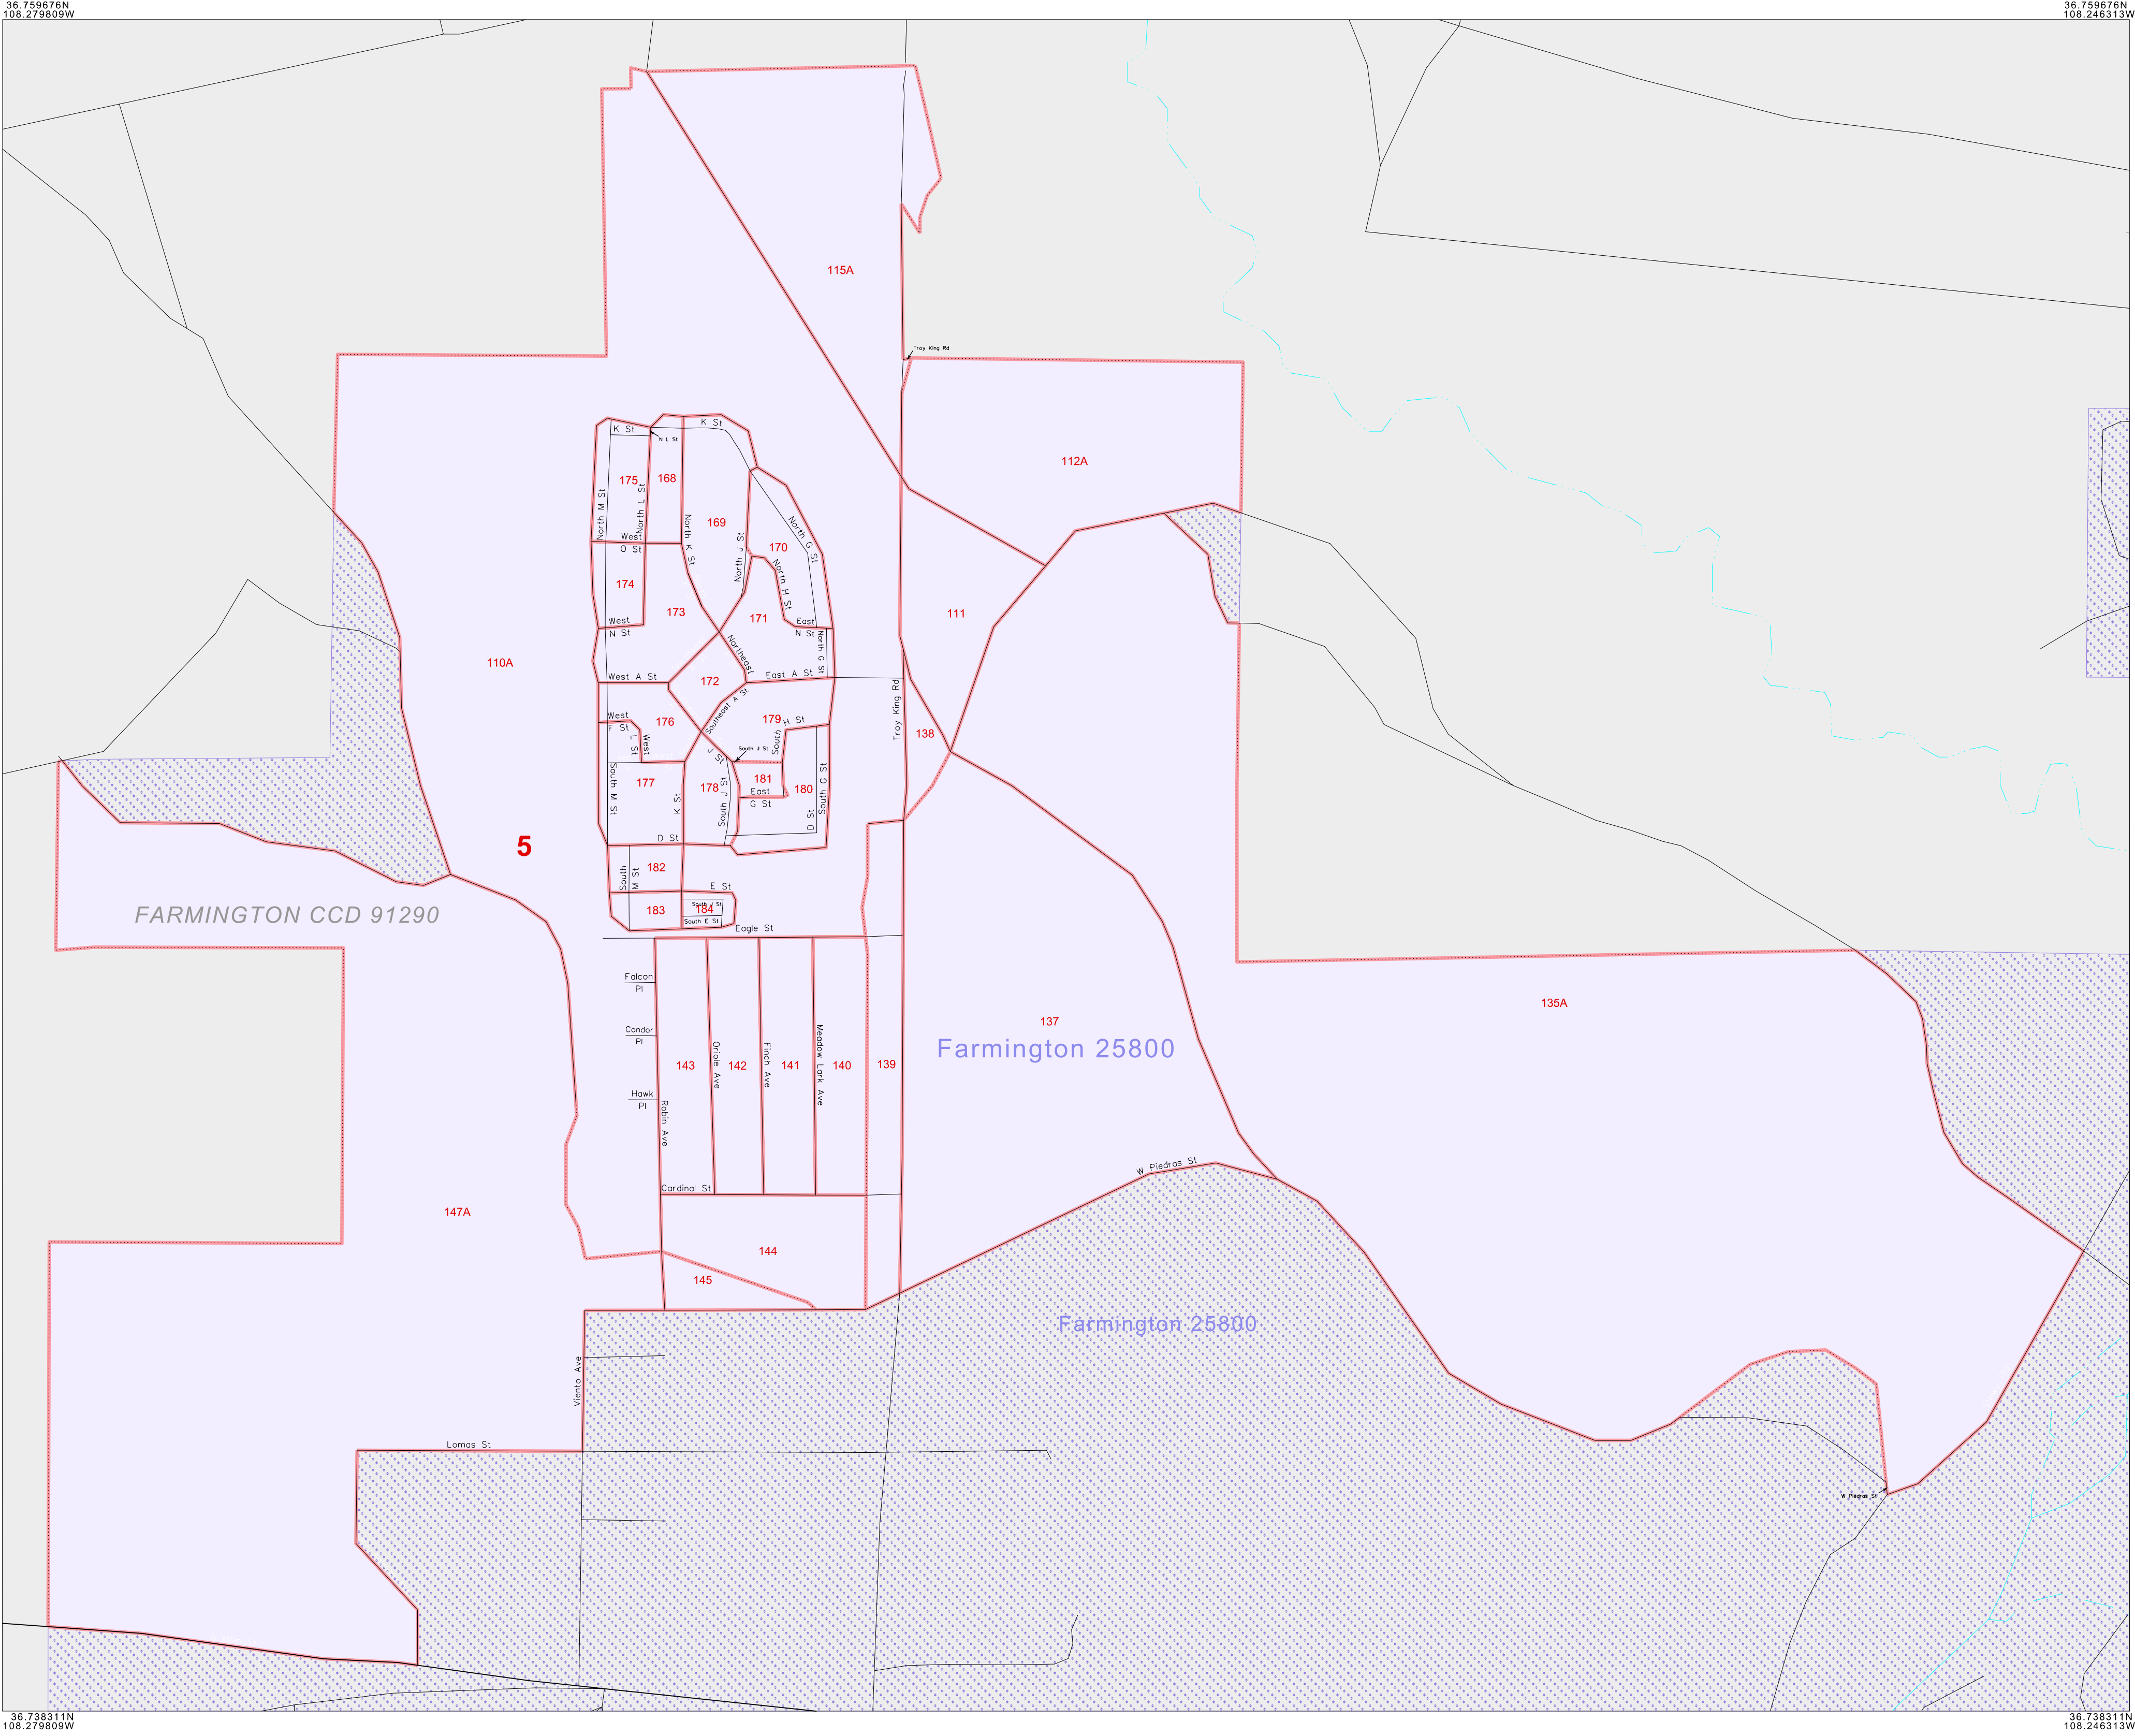 36.759676N
108.279809W
36.759676N
108.246313W
115A
Troy King Rd
K St
K St
N L St
112A
175
168
North M St
North L St
169
North K St
North J St
170
North G St
West
O St
174
North H St
173
171
111
West
N St
East
N St
North G St
Northeast
110A
West A St
172
East A St
Troy King Rd
Southeast A St
West
F St
176
179
South H St
138
L St
West
J St
South J St
South M St
177
K St
178
South J St
181
East
G St
180
D St
South G St
5
D St
182
South
M St
E St
South J St
183
184
South E St
FARMINGTON CCD 91290
Eagle St
Falcon
Pl
135A
137
Condor
Pl
Farmington 25800
143
Oriole Ave
142
Finch Ave
141
Meadow Lark Ave
140
139
Hawk
Pl
Robin Ave
W Piedras St
Cardinal St
147A
144
145
Farmington 25800
Viento Ave
Lomas St
W Piedras St
36.738311N
108.279809W
36.738311N
108.246313W